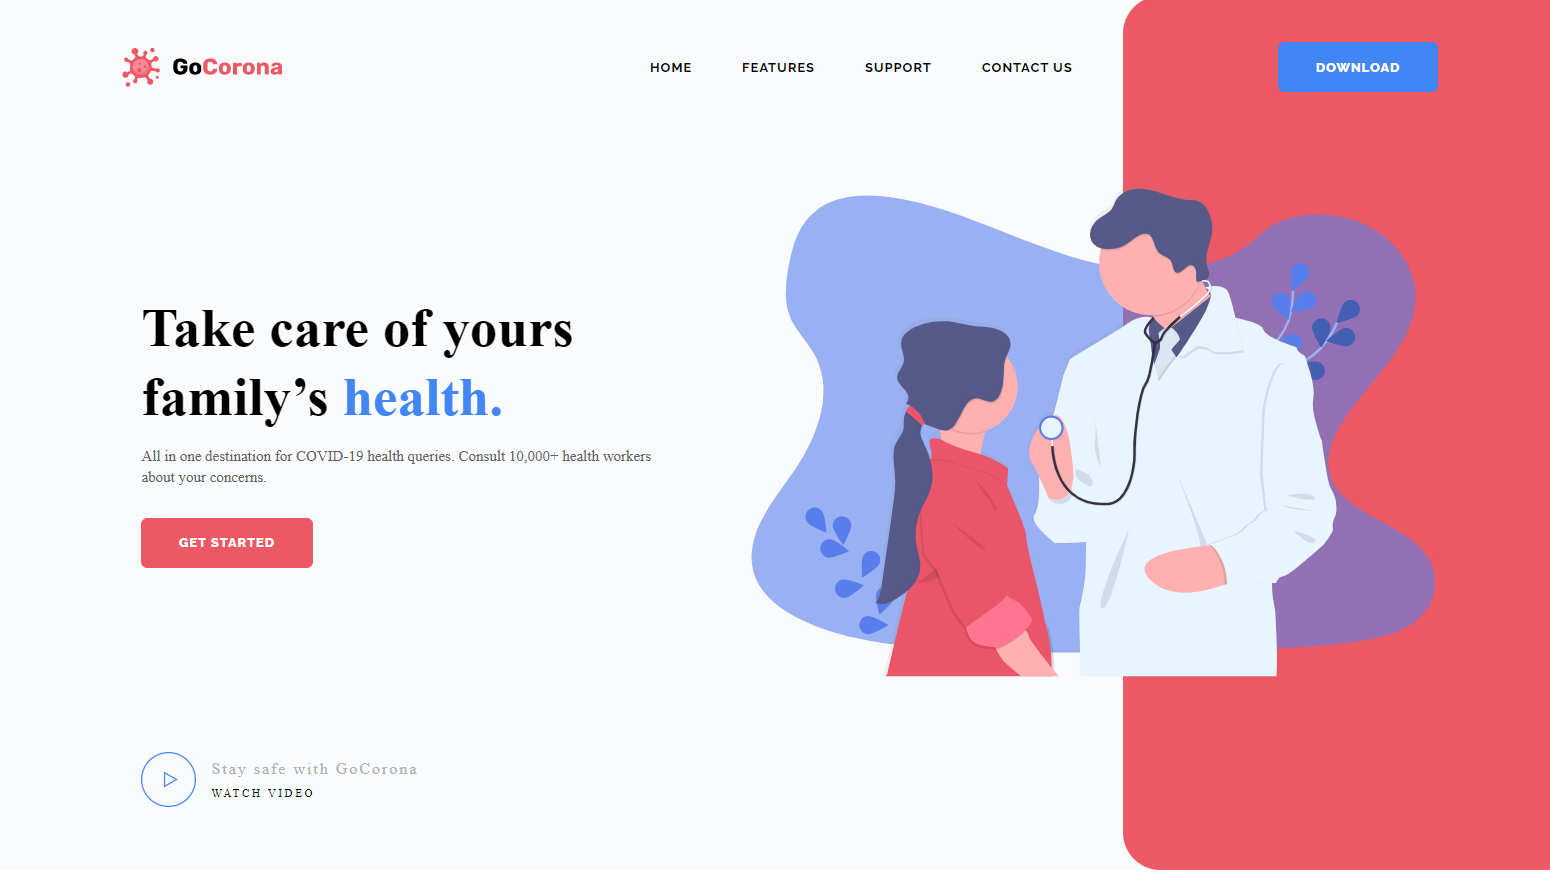 GoCorona
HOME
FEATURES
SUPPORT
CONTACT US
DOWNLOAD
Take care of yours
family’s health.
All in one destination for COVID-19 health queries. Consult 10,000+ health workers
about your concerns.
GET STARTED
Stay safe with GoCorona
WATCH VIDEO